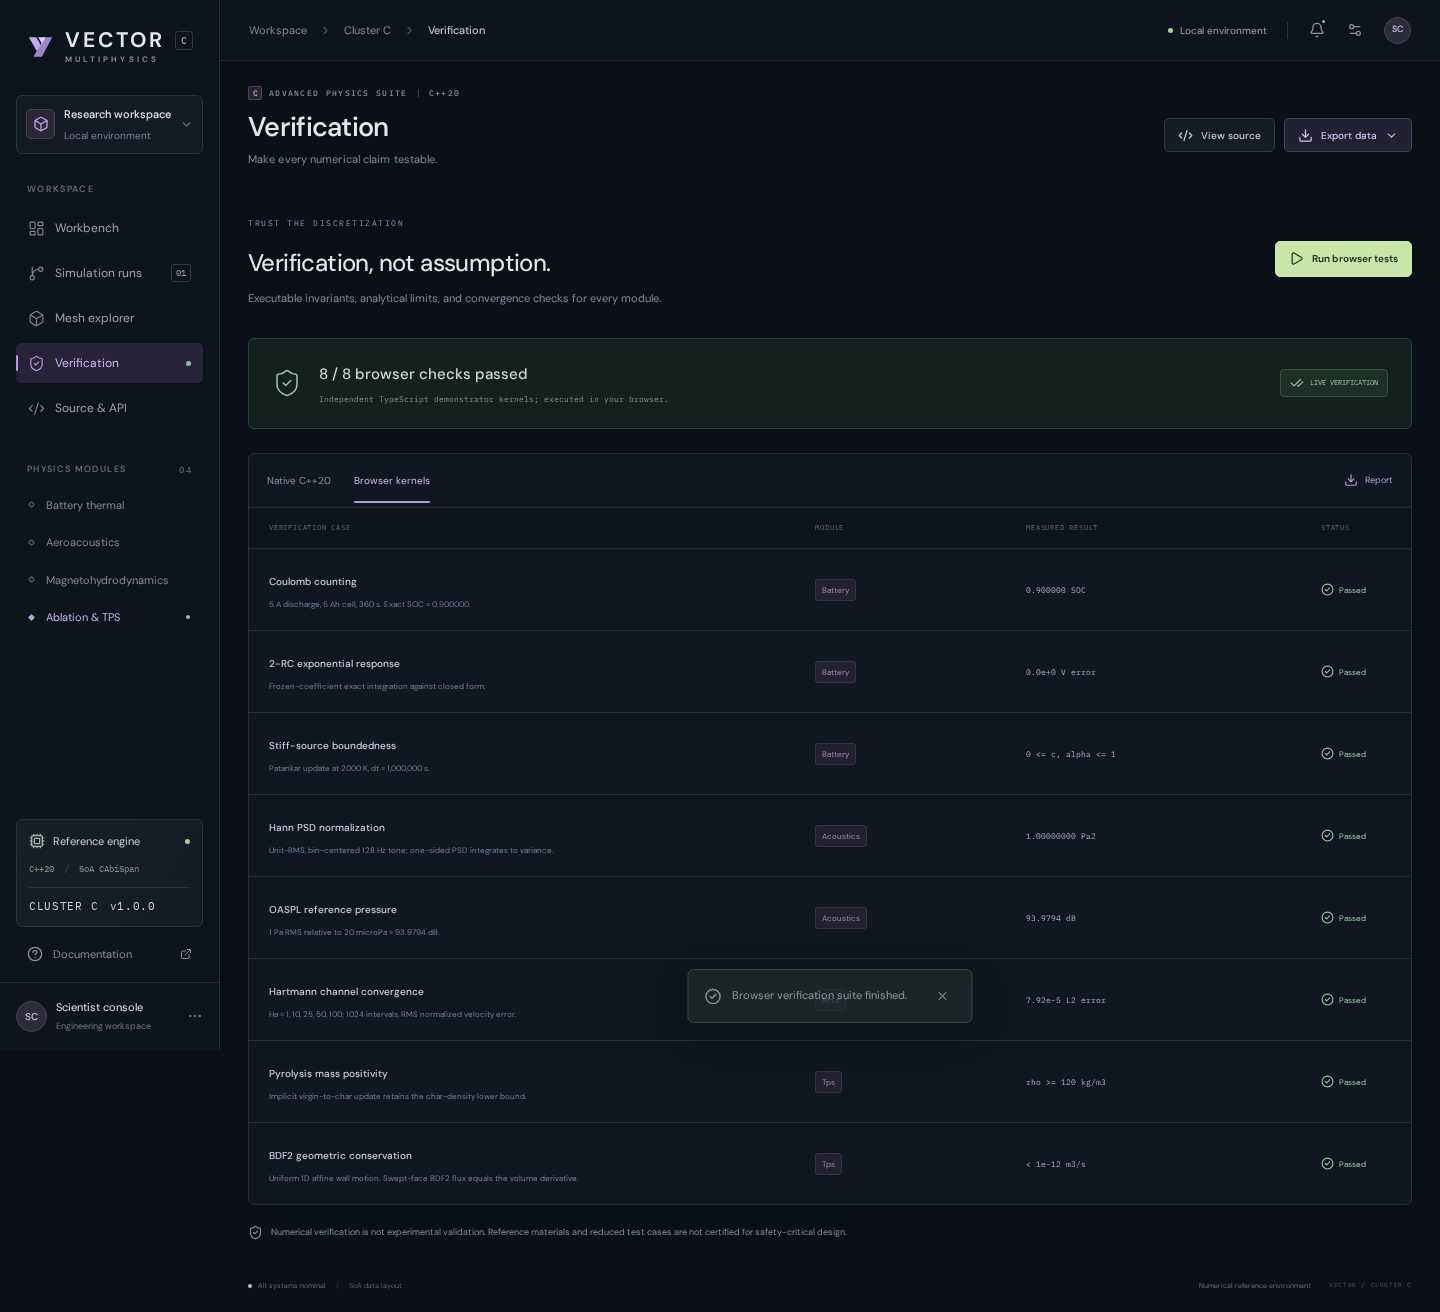 VECTOR
C
MULTIPHYSICS
Research workspace
Local environment
WORKSPACE
Workbench
Simulation runs
01
Mesh explorer
Verification
Source & API
PHYSICS MODULES
04
Battery thermal
Aeroacoustics
Magnetohydrodynamics
Ablation & TPS
Reference engine
C++20 / SoA CAbiSpan
CLUSTER C v1.0.0
Documentation
SC
Scientist console
Engineering workspace
Workspace
Cluster C
Verification
Local environment
SC
C ADVANCED PHYSICS SUITE | C++20
Verification
Make every numerical claim testable.
View source
Export data
TRUST THE DISCRETIZATION
Verification, not assumption.
Executable invariants, analytical limits, and convergence checks for every module.
Run browser tests
8 / 8 browser checks passed
Independent TypeScript demonstrator kernels; executed in your browser.
LIVE VERIFICATION
Native C++20
Browser kernels
Report
VERIFICATION CASE
MODULE
MEASURED RESULT
STATUS
Coulomb counting
5 A discharge, 5 Ah cell, 360 s. Exact SOC = 0.900000.
Battery
0.900000 SOC
Passed
2-RC exponential response
Frozen-coefficient exact integration against closed form.
Battery
0.0e+0 V error
Passed
Stiff-source boundedness
Patankar update at 2000 K, dt = 1,000,000 s.
Battery
0 <= c, alpha <= 1
Passed
Hann PSD normalization
Unit-RMS, bin-centered 128 Hz tone; one-sided PSD integrates to variance.
Acoustics
1.00000000 Pa2
Passed
OASPL reference pressure
1 Pa RMS relative to 20 microPa = 93.9794 dB.
Acoustics
93.9794 dB
Passed
Hartmann channel convergence
Ha = 1, 10, 25, 50, 100; 1024 intervals, RMS normalized velocity error.
Browser verification suite finished.
7.92e-5 L2 error
Passed
Pyrolysis mass positivity
Implicit virgin-to-char update retains the char-density lower bound.
Tps
rho >= 120 kg/m3
Passed
BDF2 geometric conservation
Uniform 1D affine wall motion. Swept-face BDF2 flux equals the volume derivative.
Tps
< 1e-12 m3/s
Passed
Numerical verification is not experimental validation. Reference materials and reduced test cases are not certified for safety-critical design.
All systems nominal / SoA data layout
Numerical reference environment
VECTOR / CLUSTER C